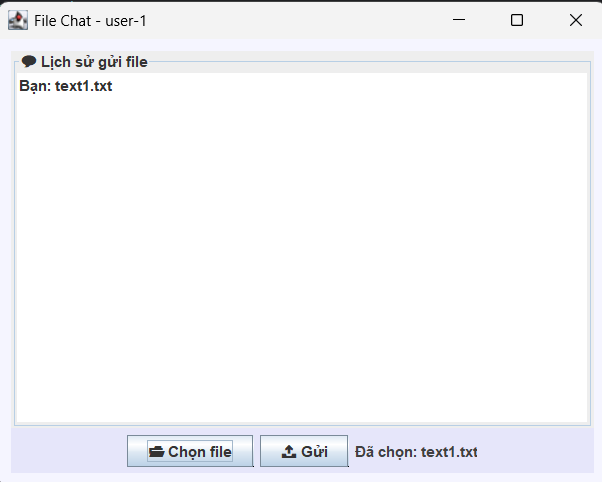 File Chat - user-1
Lịch sử gửi file
Bạn: text1.txt
Chọn file Gửi Đã chọn: text1.txt